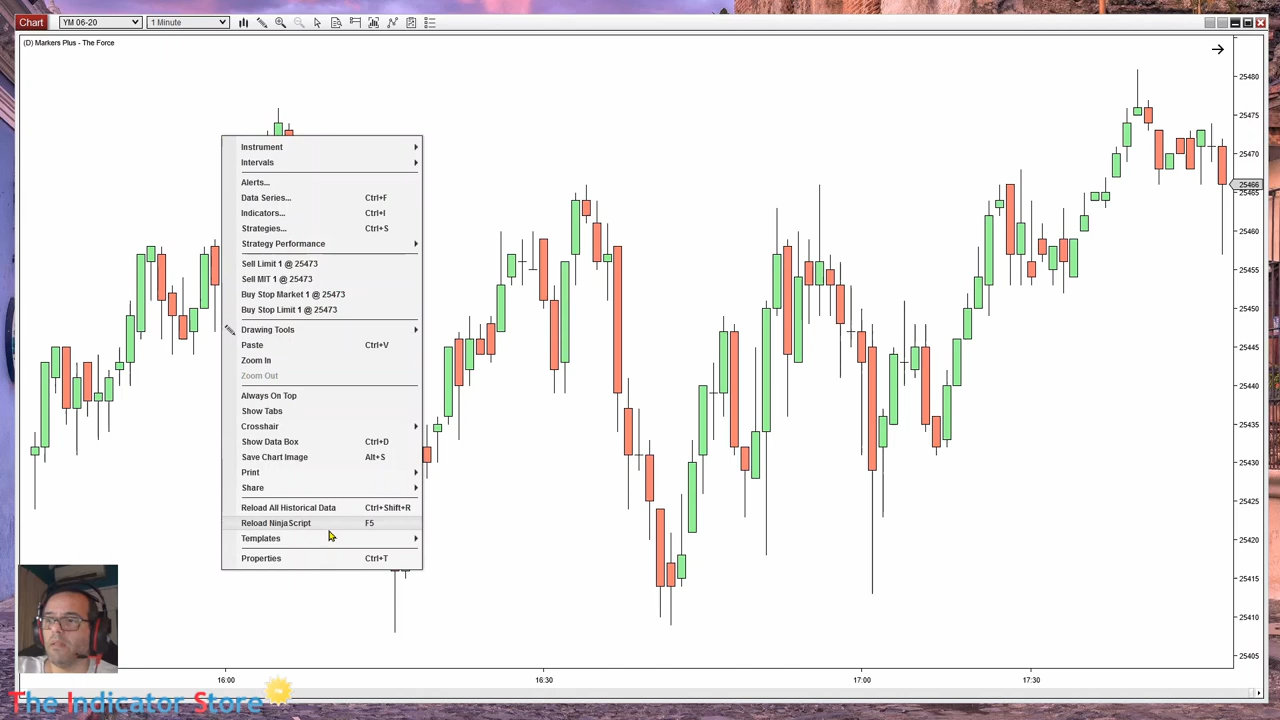 Chart YM 06-20 1 Minute
(D) Markers Plus - The Force
Instrument
Intervals
Alerts...
Data Series... Ctrl+F
Indicators... Ctrl+I
Strategies... Ctrl+S
Strategy Performance
Sell Limit 1 @ 25473
Sell MIT 1 @ 25473
Buy Stop Market 1 @ 25473
Buy Stop Limit 1 @ 25473
Drawing Tools
Paste Ctrl+V
Zoom In
Zoom Out
Always On Top
Show Tabs
Crosshair
Show Data Box Ctrl+D
Save Chart Image Alt+S
Print
Share
Reload All Historical Data Ctrl+Shift+R
Reload NinjaScript F5
Templates
Properties Ctrl+T
25480
25475
25470
25466
25465
25460
25455
25450
25445
25440
25435
25430
25425
25420
25415
25410
25405
16:00 16:30 17:00 17:30
The Indicator Store